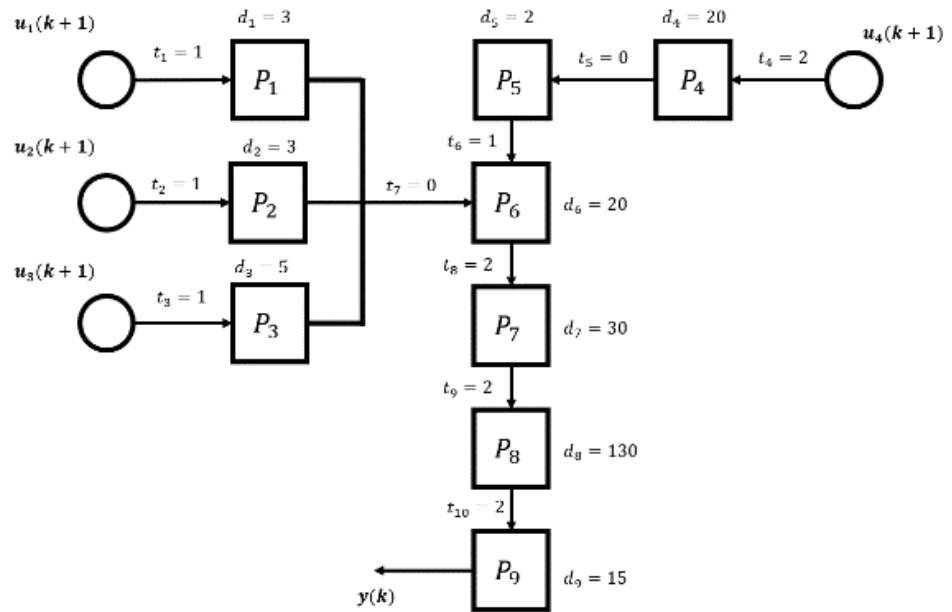 u₁(k + 1)
d₁ = 3
t₁ = 1
P₁
u₂(k + 1)
d₂ = 3
t₂ = 1
P₂
t₇ = 0
u₃(k + 1)
d₃ = 5
t₃ = 1
P₃
d₅ = 2
d₄ = 20
u₄(k + 1)
P₅
t₅ = 0
P₄
t₄ = 2
t₆ = 1
P₆
d₆ = 20
t₈ = 2
P₇
d₇ = 30
t₉ = 2
P₈
d₈ = 130
t₁₀ = 2
P₉
d₉ = 15
y(k)